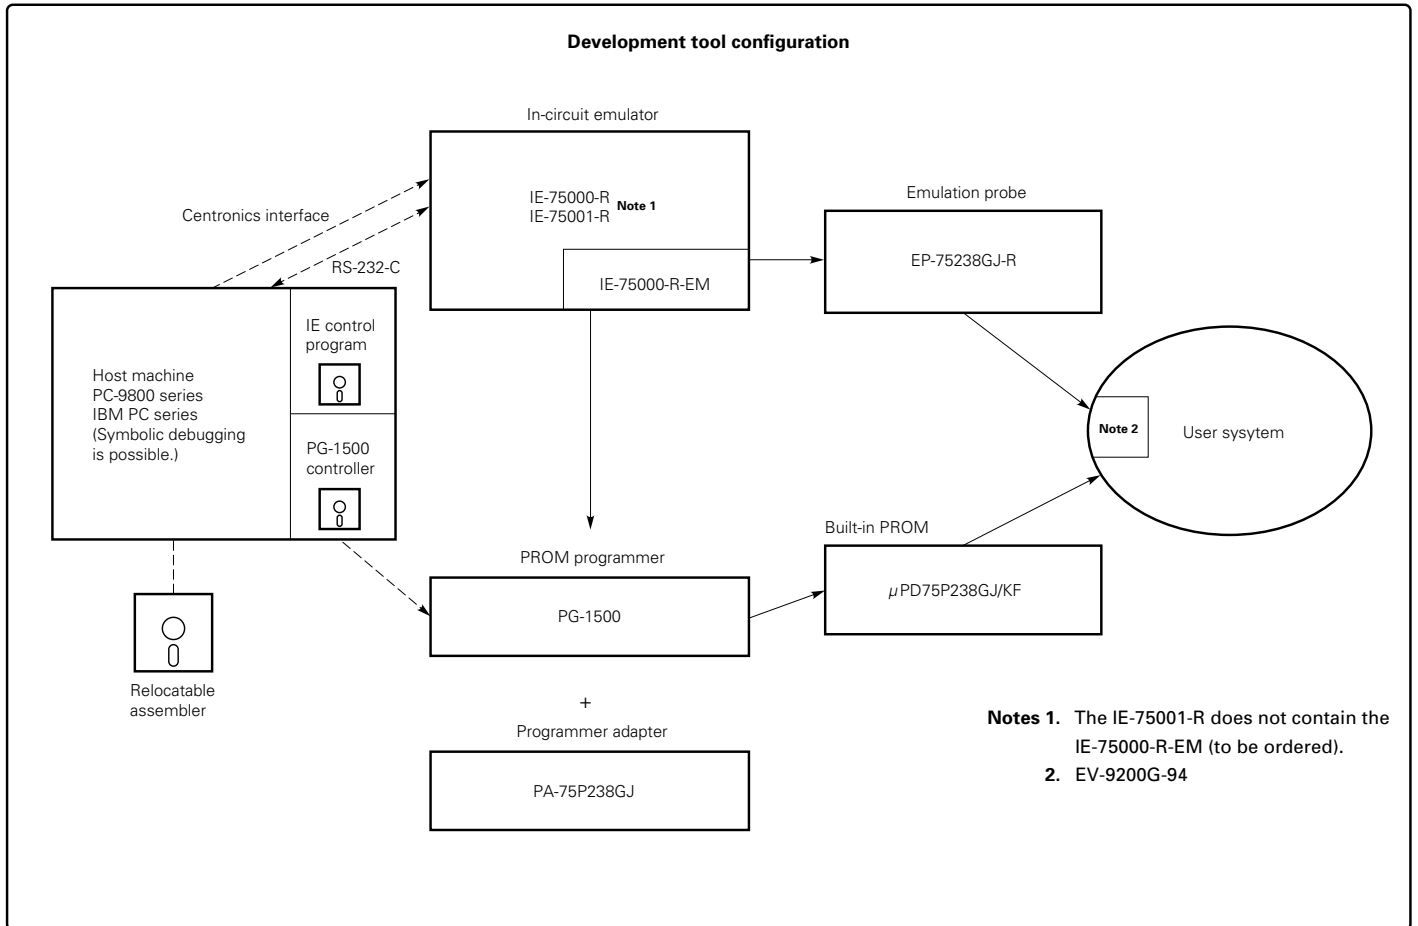 Development tool configuration
In-circuit emulator
IE-75000-R
IE-75001-R
Note 1
IE-75000-R-EM
Centronics interface
RS-232-C
Emulation probe
EP-75238GJ-R
Host machine
PC-9800 series
IBM PC series
(Symbolic debugging
is possible.)
IE control
program
PG-1500
controller
Note 2
User sysytem
Built-in PROM
µPD75P238GJ/KF
PROM programmer
PG-1500
Relocatable
assembler
+
Programmer adapter
PA-75P238GJ
Notes 1. The IE-75001-R does not contain the
IE-75000-R-EM (to be ordered).
2. EV-9200G-94